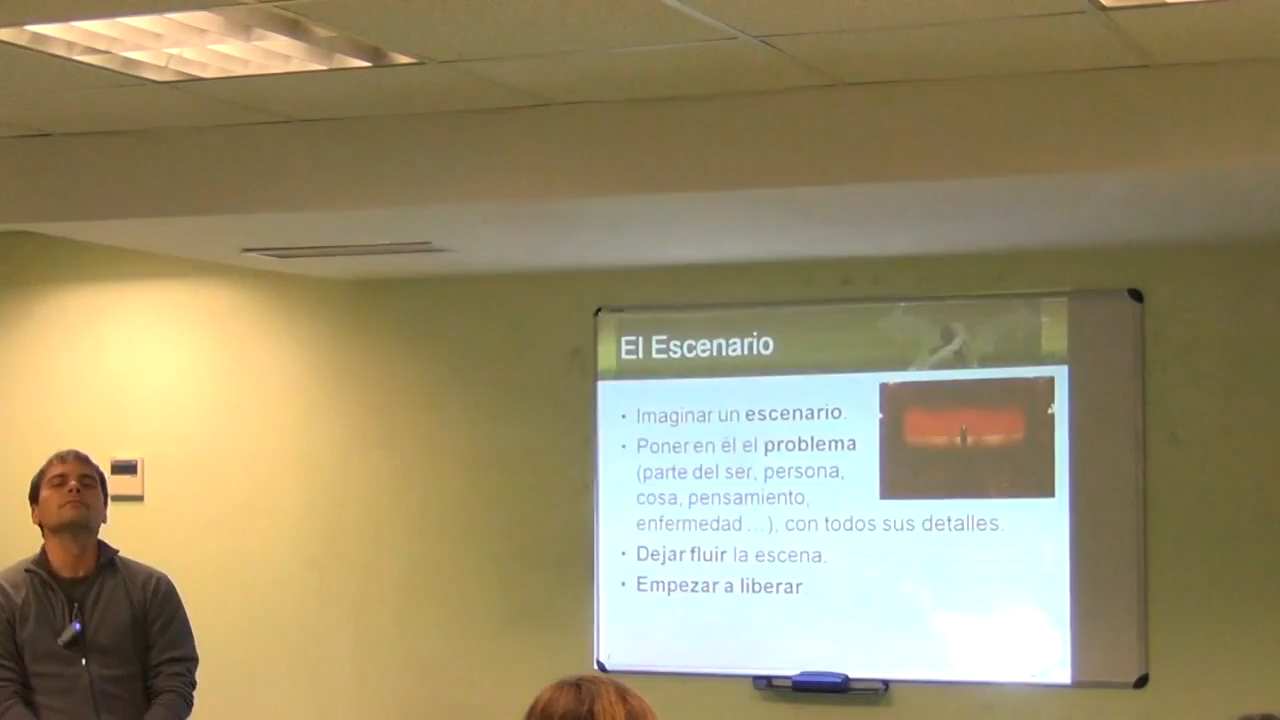 El Escenario
• Imaginar un escenario.
• Poner en él el problema
(parte del ser, persona,
cosa, pensamiento,
enfermedad ...), con todos sus detalles.
• Dejar fluir la escena.
• Empezar a liberar